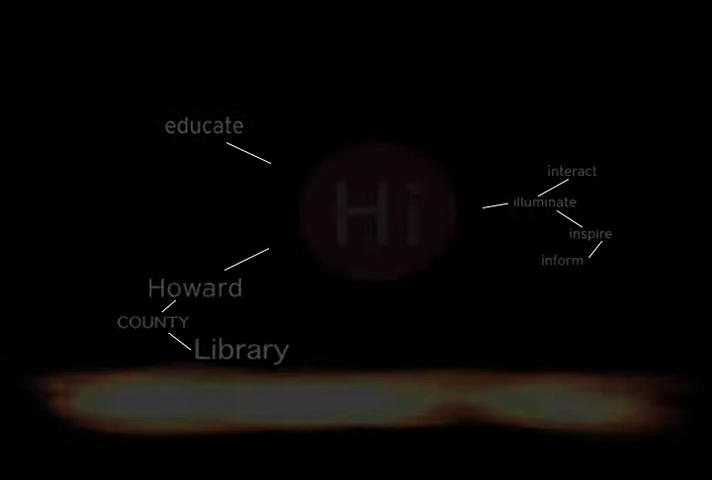 educate
Hi
interact
illuminate
inspire
inform
Howard
COUNTY
Library